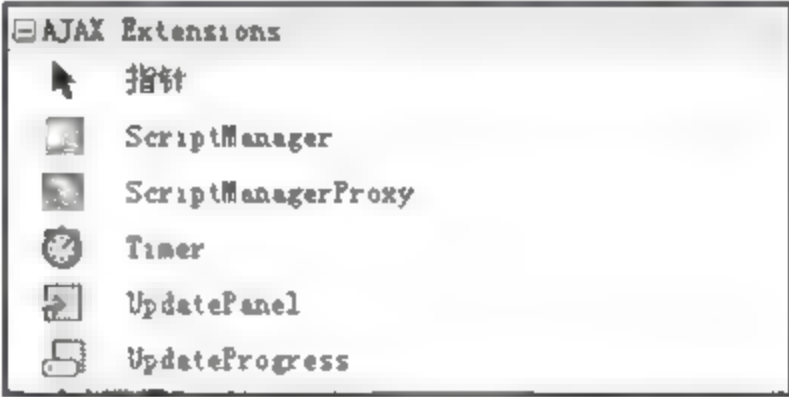 AJAX Extensions
指针
ScriptManager
ScriptManagerProxy
Timer
UpdatePanel
UpdateProgress